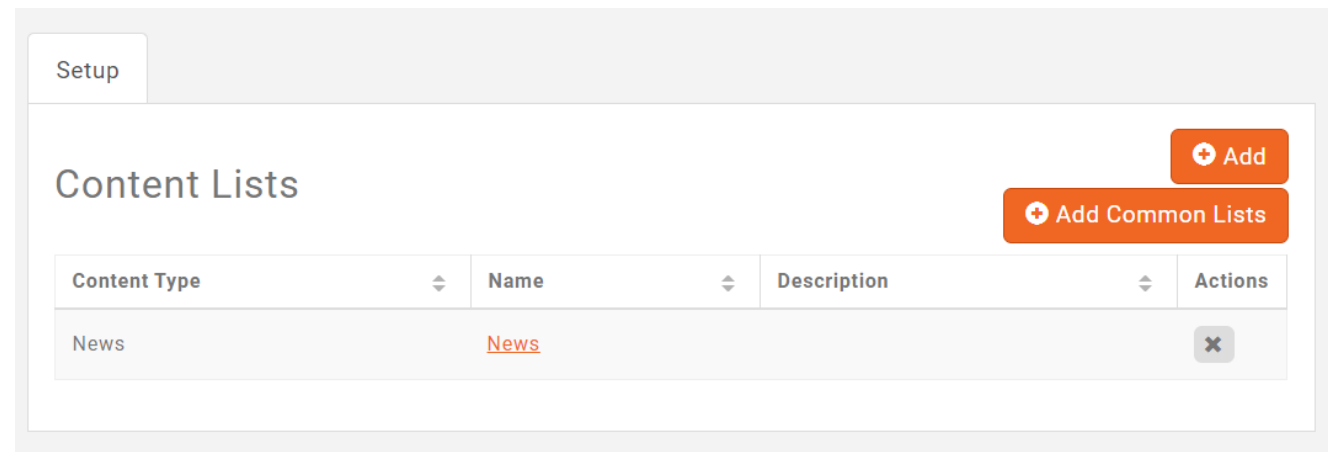 Setup
Content Lists
Add
Add Common Lists
Content Type Name Description Actions
News News